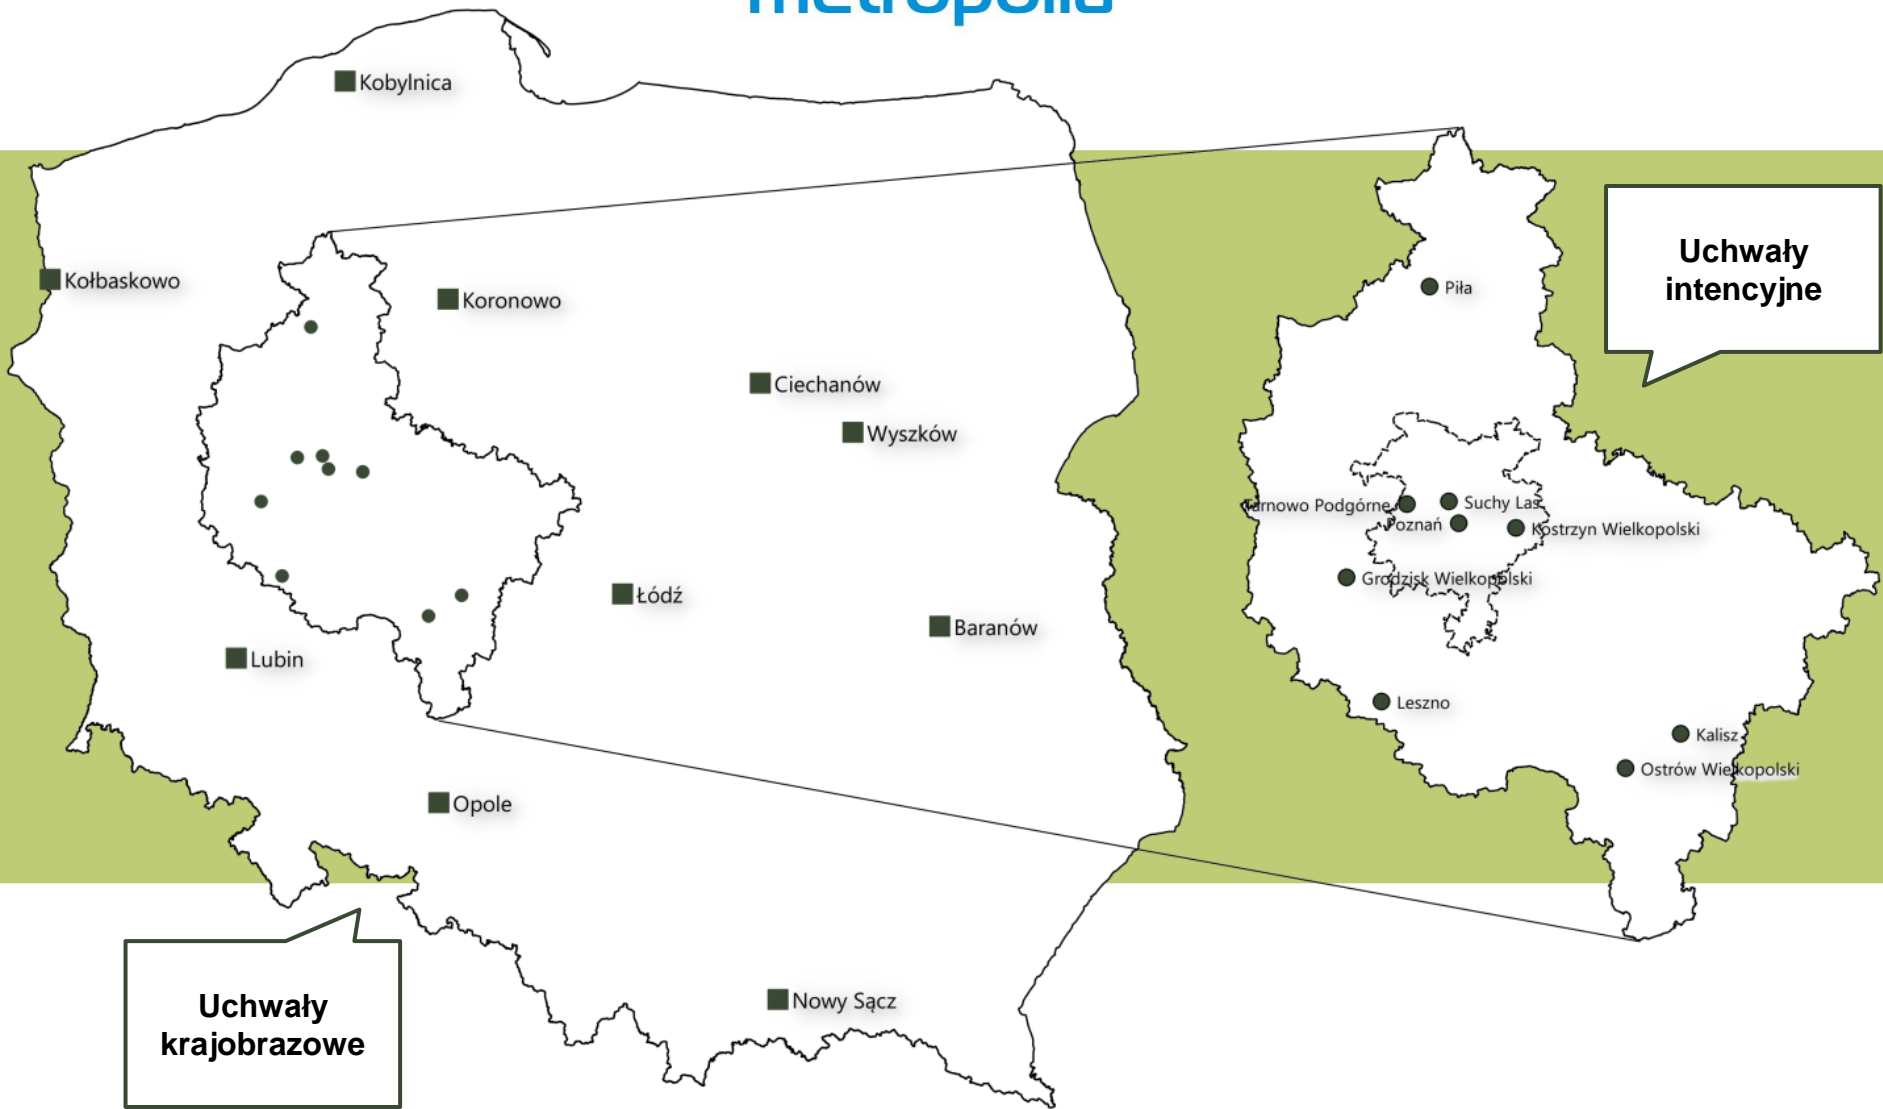 metropolia
Kobylnica
Kołbaskowo
Koronowo
Ciechanów
Wyszków
Łódź
Baranów
Lubin
Opole
Nowy Sącz
Uchwały
krajobrazowe
Uchwały
intencyjne
Piła
Tarnowo Podgórne
Suchy Las
Poznań
Kostrzyn Wielkopolski
Grodzisk Wielkopolski
Leszno
Kalisz
Ostrów Wielkopolski